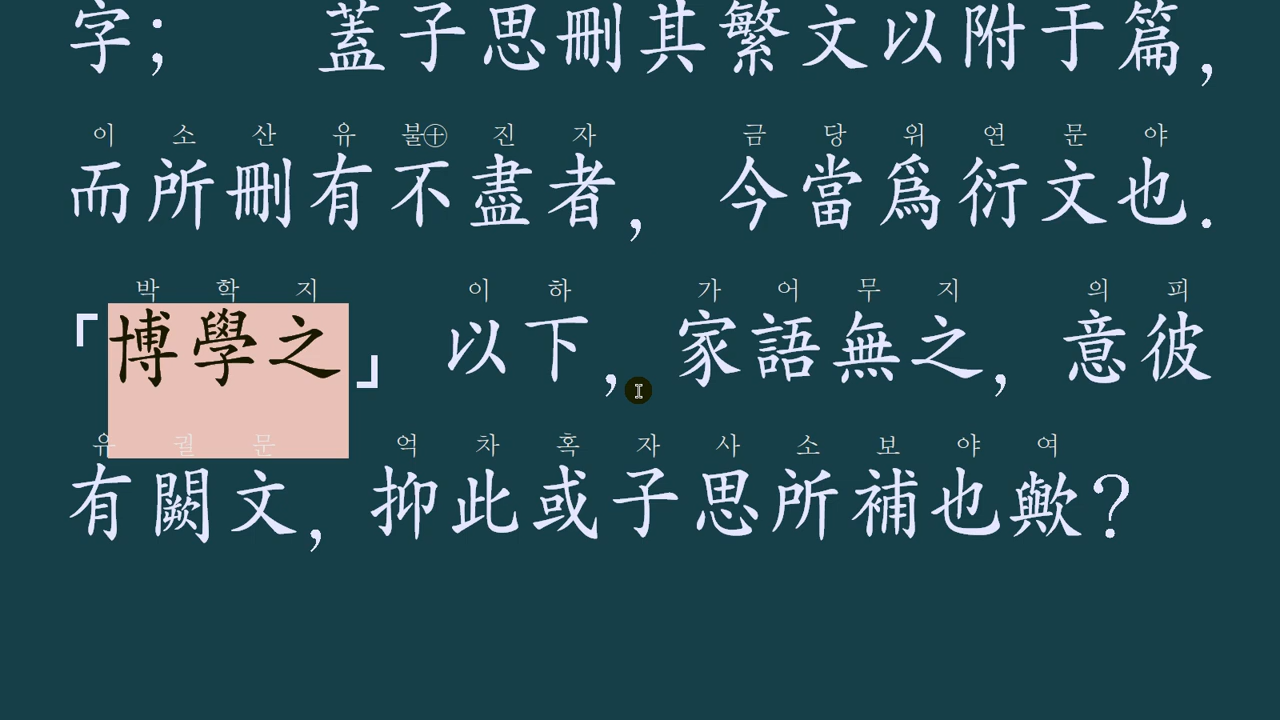 字; 蓋子思刪其繁文以附于篇,
이 소 산 유 불㊉ 진 자 금 당 위 연 문 야
而所刪有不盡者, 今當爲衍文也.
박 학 지 이 하 가 어 무 지 의 피
「博學之」 以下, 家語無之, 意彼
유 궐 문 억 차 혹 자 사 소 보 야 여
有闕文, 抑此或子思所補也歟?